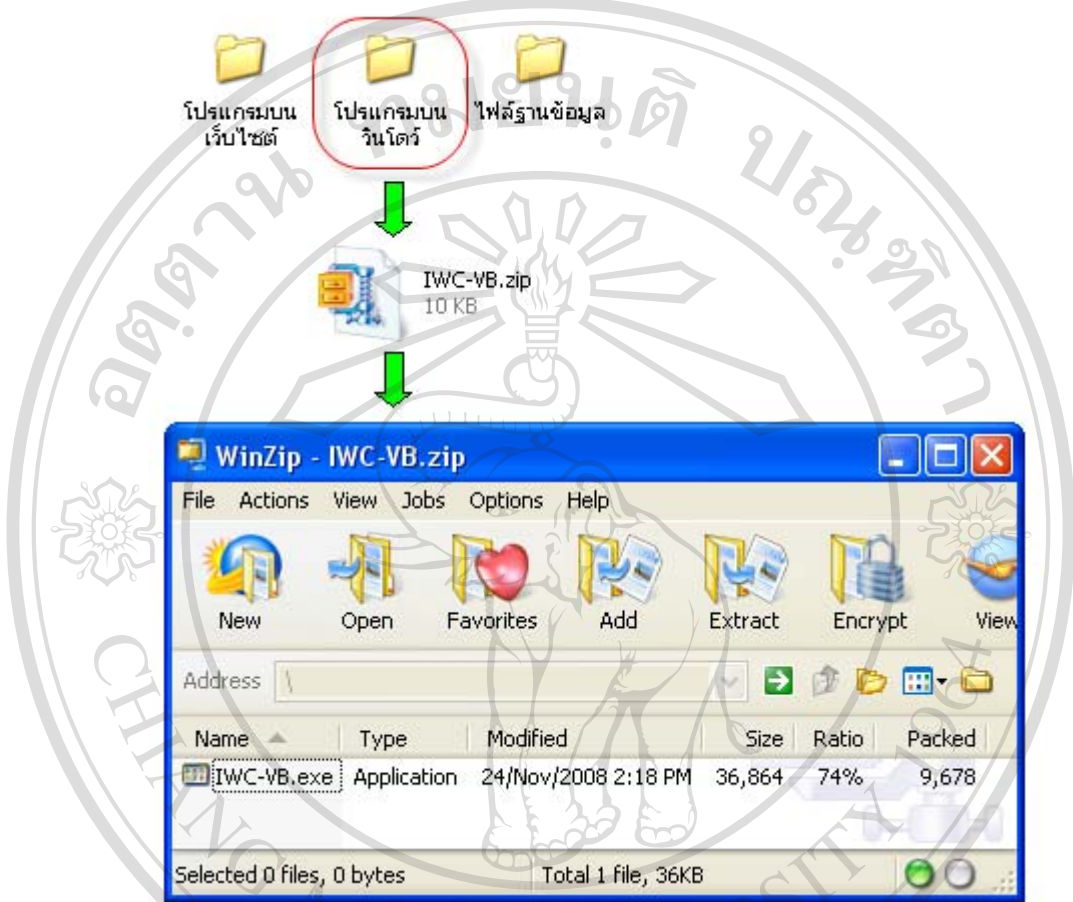 โปรแกรมบน
เว็บไซต์
โปรแกรมบน
วินโดว์
ไฟล์ฐานข้อมูล
IWC-VB.zip
10 KB
WinZip - IWC-VB.zip
File Actions View Jobs Options Help
New Open Favorites Add Extract Encrypt View
Address \
Name Type Modified Size Ratio Packed
IWC-VB.exe Application 24/Nov/2008 2:18 PM 36,864 74% 9,678
Selected 0 files, 0 bytes Total 1 file, 36KB